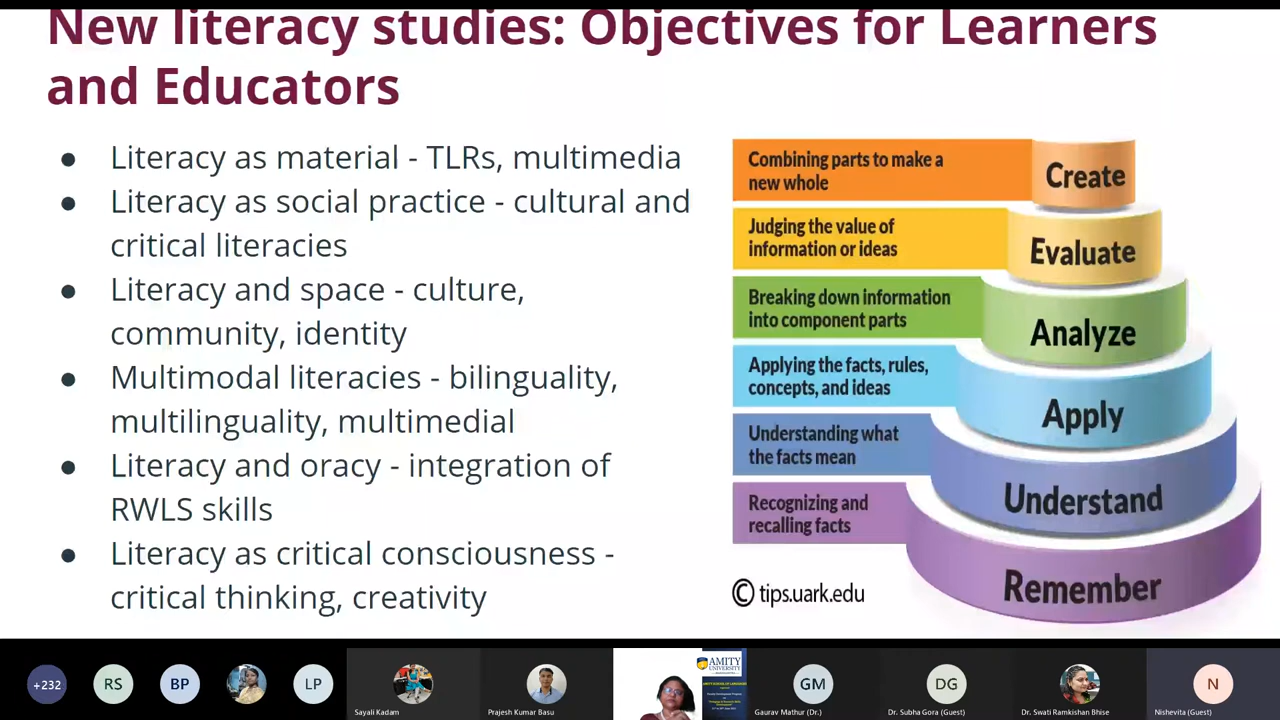 New literacy studies: Objectives for Learners
and Educators
● Literacy as material - TLRs, multimedia
● Literacy as social practice - cultural and
critical literacies
● Literacy and space - culture,
community, identity
● Multimodal literacies - bilinguality,
multilinguality, multimedial
● Literacy and oracy - integration of
RWLS skills
● Literacy as critical consciousness -
critical thinking, creativity
Combining parts to make a
new whole
Create
Judging the value of
information or ideas
Evaluate
Breaking down information
into component parts
Analyze
Applying the facts, rules,
concepts, and ideas
Apply
Understanding what
the facts mean
Understand
Recognizing and
recalling facts
Remember
© tips.uark.edu
+232
RS
BP
LP
Sayali Kadam
Prajesh Kumar Basu
AMITY
UNIVERSITY
GM
Gaurav Mathur (Dr.)
DG
Dr. Subha Gora (Guest)
Dr. Swati Ramkishan Bhise
N
Nishevita (Guest)